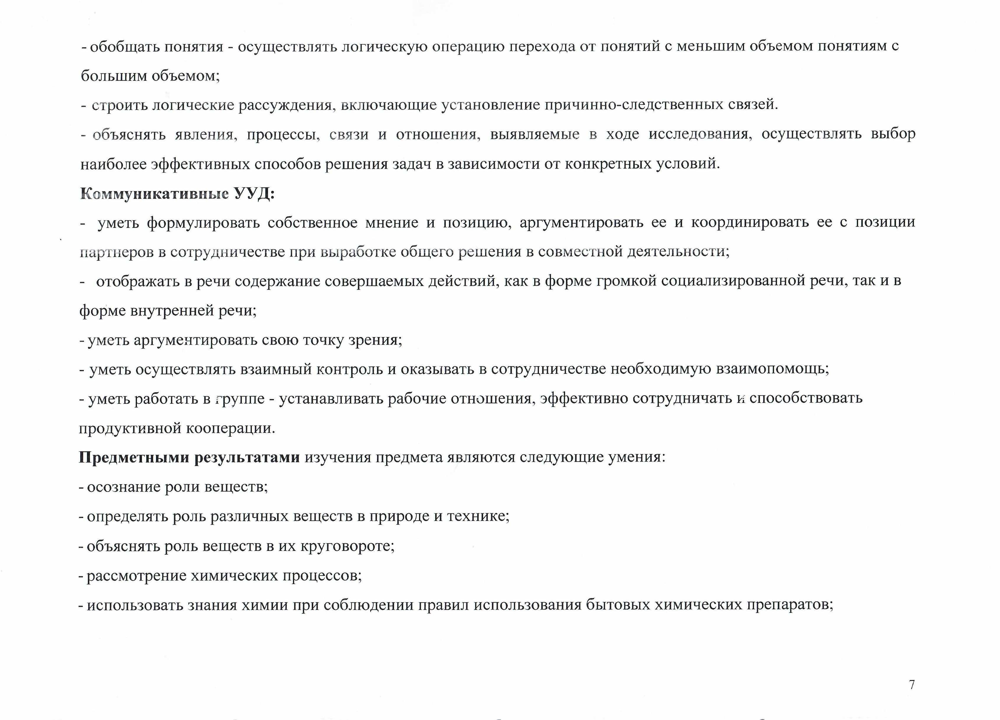 - обобщать понятия - осуществлять логическую операцию перехода от понятий с меньшим объемом понятиям с
большим объемом;
- строить логические рассуждения, включающие установление причинно-следственных связей.
- объяснять явления, процессы, связи и отношения, выявляемые в ходе исследования, осуществлять выбор
наиболее эффективных способов решения задач в зависимости от конкретных условий.
Коммуникативные УУД:
- уметь формулировать собственное мнение и позицию, аргументировать ее и координировать ее с позиции
партнеров в сотрудничестве при выработке общего решения в совместной деятельности;
- отображать в речи содержание совершаемых действий, как в форме громкой социализированной речи, так и в
форме внутренней речи;
- уметь аргументировать свою точку зрения;
- уметь осуществлять взаимный контроль и оказывать в сотрудничестве необходимую взаимопомощь;
- уметь работать в группе - устанавливать рабочие отношения, эффективно сотрудничать и способствовать
продуктивной кооперации.
Предметными результатами изучения предмета являются следующие умения:
- осознание роли веществ;
- определять роль различных веществ в природе и технике;
- объяснять роль веществ в их круговороте;
- рассмотрение химических процессов;
- использовать знания химии при соблюдении правил использования бытовых химических препаратов;
7